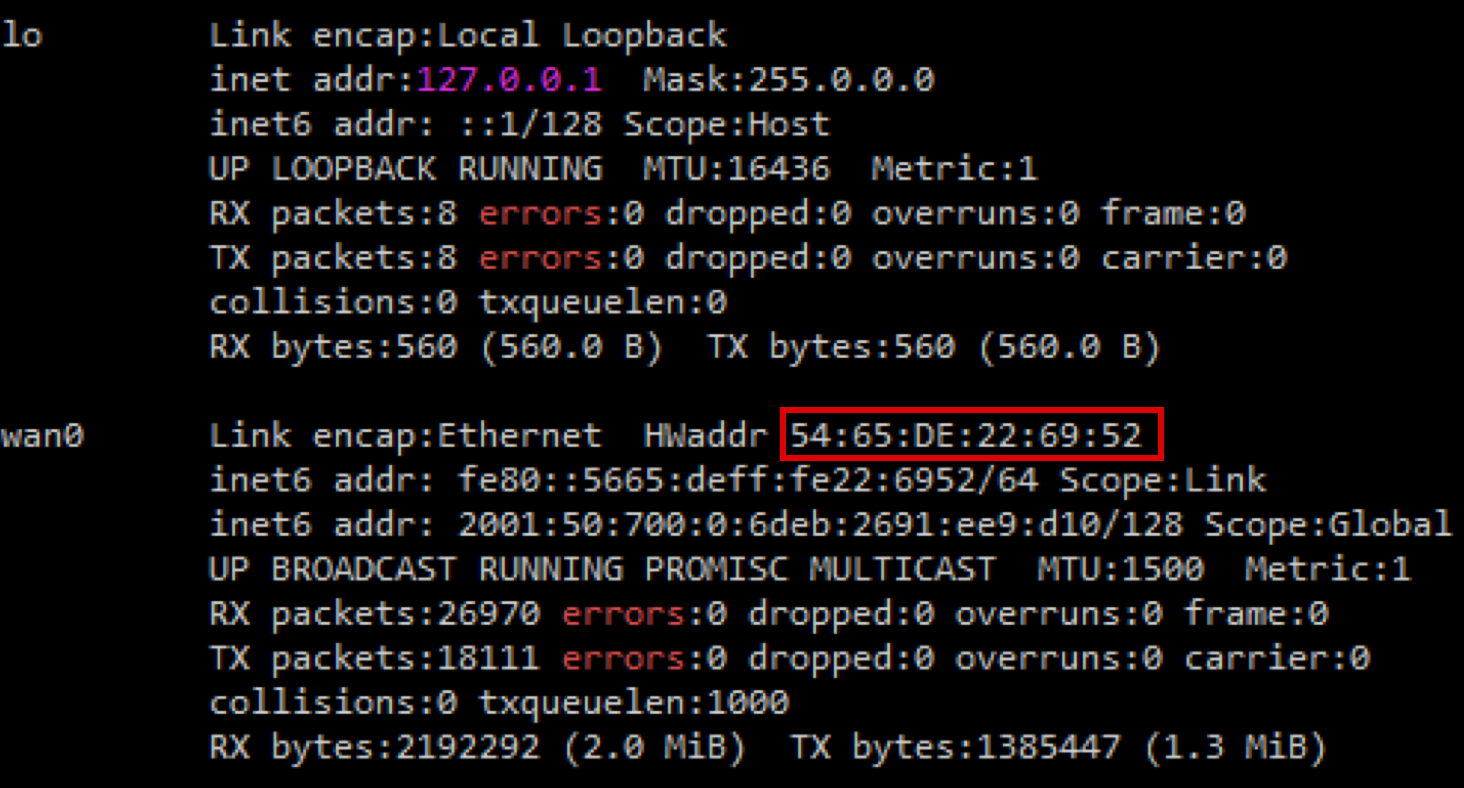 lo Link encap:Local Loopback
inet addr:127.0.0.1 Mask:255.0.0.0
inet6 addr: ::1/128 Scope:Host
UP LOOPBACK RUNNING MTU:16436 Metric:1
RX packets:8 errors:0 dropped:0 overruns:0 frame:0
TX packets:8 errors:0 dropped:0 overruns:0 carrier:0
collisions:0 txqueuelen:0
RX bytes:560 (560.0 B) TX bytes:560 (560.0 B)
wan0 Link encap:Ethernet HWaddr 54:65:DE:22:69:52
inet6 addr: fe80::5665:deff:fe22:6952/64 Scope:Link
inet6 addr: 2001:50:700:0:6deb:2691:ee9:d10/128 Scope:Global
UP BROADCAST RUNNING PROMISC MULTICAST MTU:1500 Metric:1
RX packets:26970 errors:0 dropped:0 overruns:0 frame:0
TX packets:18111 errors:0 dropped:0 overruns:0 carrier:0
collisions:0 txqueuelen:1000
RX bytes:2192292 (2.0 MiB) TX bytes:1385447 (1.3 MiB)